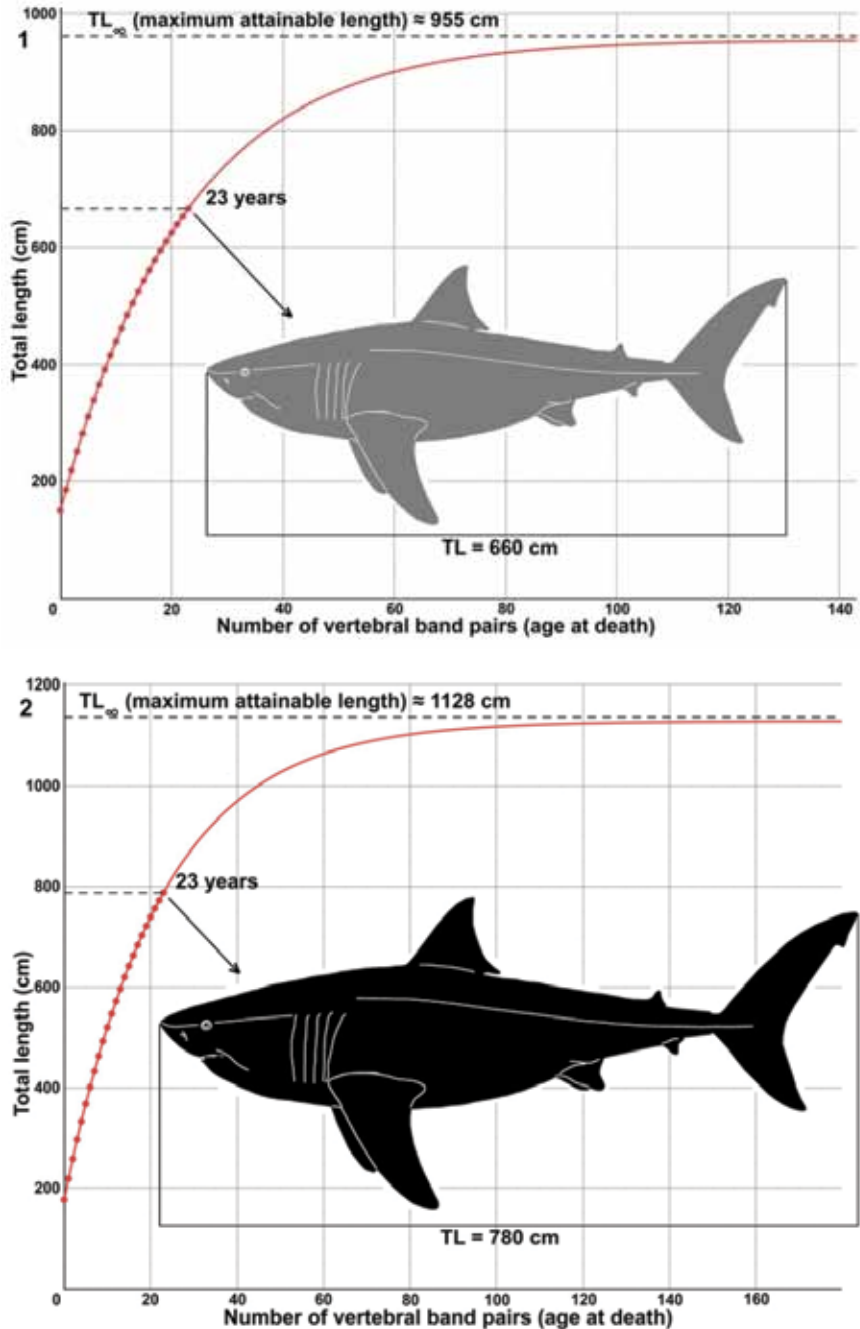 1000
TL∞ (maximum attainable length) ≈ 955 cm
1
800
23 years
600
Total length (cm)
400
200
TL = 660 cm
0
0 20 40 60 80 100 120 140
Number of vertebral band pairs (age at death)
1200
TL∞ (maximum attainable length) ≈ 1128 cm
2
1000
800
23 years
600
Total length (cm)
400
200
TL = 780 cm
0 20 40 60 80 100 120 140 160
Number of vertebral band pairs (age at death)